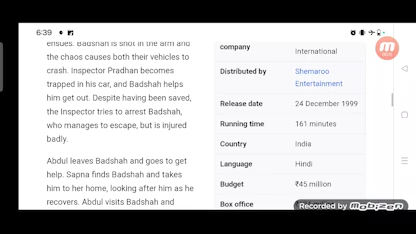 6:39
ensues. Badshah is shot in the arm and
the chaos causes both their vehicles to
crash. Inspector Pradhan becomes
trapped in his car, and Badshah helps
him get out. Despite having been saved,
the Inspector tries to arrest Badshah,
who manages to escape, but is injured
badly.
Abdul leaves Badshah and goes to get
help. Sapna finds Badshah and takes
him to her home, looking after him as he
recovers. Abdul visits Badshah and
company International
Distributed by Shemaroo
Entertainment
Release date 24 December 1999
Running time 161 minutes
Country India
Language Hindi
Budget ₹45 million
Box office
Recorded by MOBIZEN